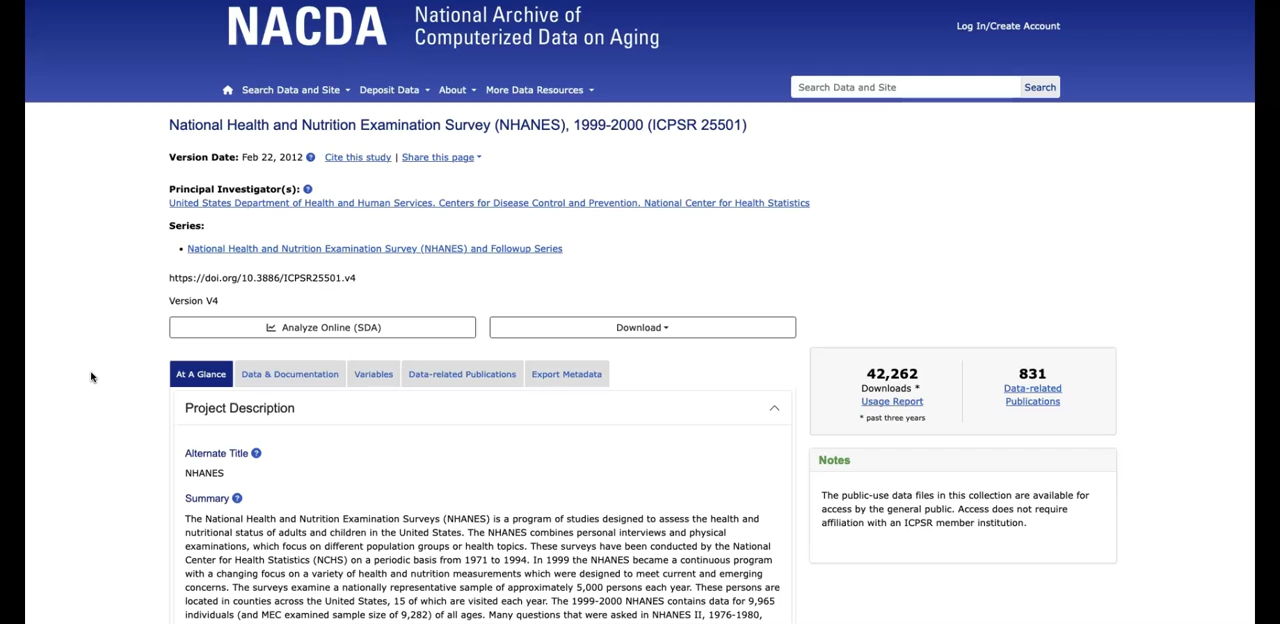 NACDA
National Archive of
Computerized Data on Aging
Log In/Create Account
Search Data and Site
Deposit Data
About
More Data Resources
Search Data and Site
Search
National Health and Nutrition Examination Survey (NHANES), 1999-2000 (ICPSR 25501)
Version Date: Feb 22, 2012 ? Cite this study | Share this page
Principal Investigator(s): ?
United States Department of Health and Human Services. Centers for Disease Control and Prevention. National Center for Health Statistics
Series:
• National Health and Nutrition Examination Survey (NHANES) and Followup Series
https://doi.org/10.3886/ICPSR25501.v4
Version V4
Analyze Online (SDA)
Download
At A Glance
Data & Documentation
Variables
Data-related Publications
Export Metadata
Project Description
Alternate Title ?
NHANES
Summary ?
The National Health and Nutrition Examination Surveys (NHANES) is a program of studies designed to assess the health and
nutritional status of adults and children in the United States. The NHANES combines personal interviews and physical
examinations, which focus on different population groups or health topics. These surveys have been conducted by the National
Center for Health Statistics (NCHS) on a periodic basis from 1971 to 1994. In 1999 the NHANES became a continuous program
with a changing focus on a variety of health and nutrition measurements which were designed to meet current and emerging
concerns. The surveys examine a nationally representative sample of approximately 5,000 persons each year. These persons are
located in counties across the United States, 15 of which are visited each year. The 1999-2000 NHANES contains data for 9,965
individuals (and MEC examined sample size of 9,282) of all ages. Many questions that were asked in NHANES II, 1976-1980,
42,262
Downloads *
Usage Report
* past three years
831
Data-related
Publications
Notes
The public-use data files in this collection are available for
access by the general public. Access does not require
affiliation with an ICPSR member institution.